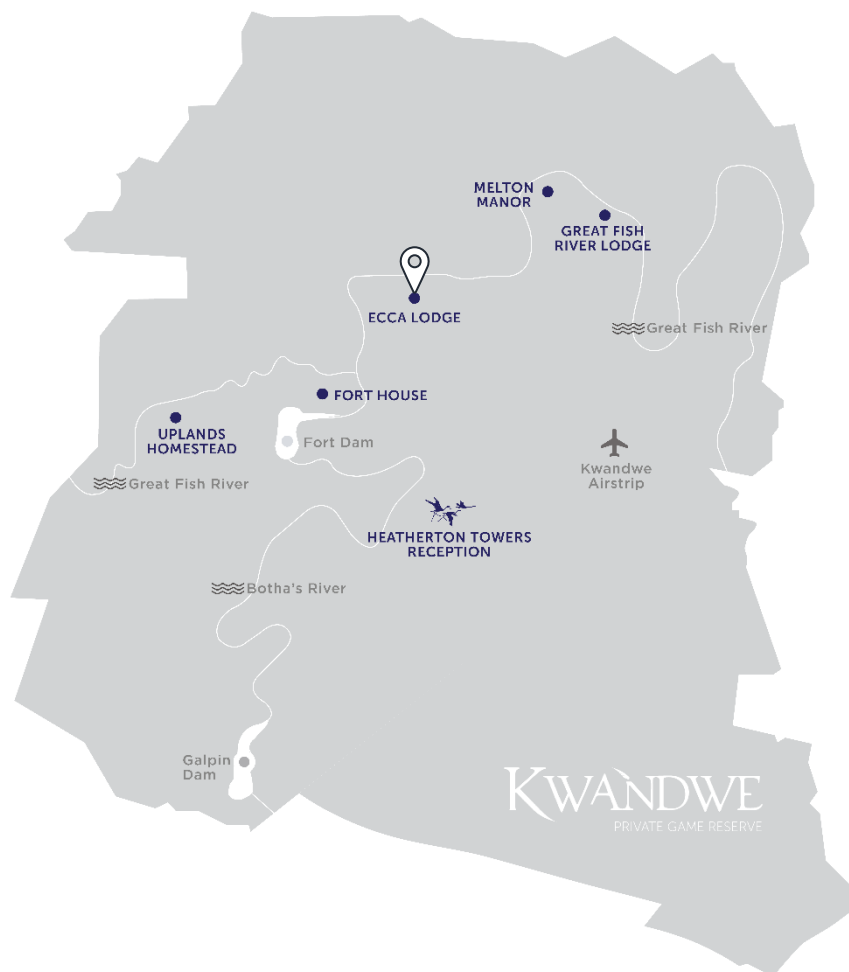 MELTON
MANOR
GREAT FISH
RIVER LODGE
ECCA LODGE
Great Fish River
FORT HOUSE
UPLANDS
HOMESTEAD
Fort Dam
Kwandwe
Airstrip
Great Fish River
HEATHERTON TOWERS
RECEPTION
Botha's River
Galpin
Dam
KWANDWE
PRIVATE GAME RESERVE